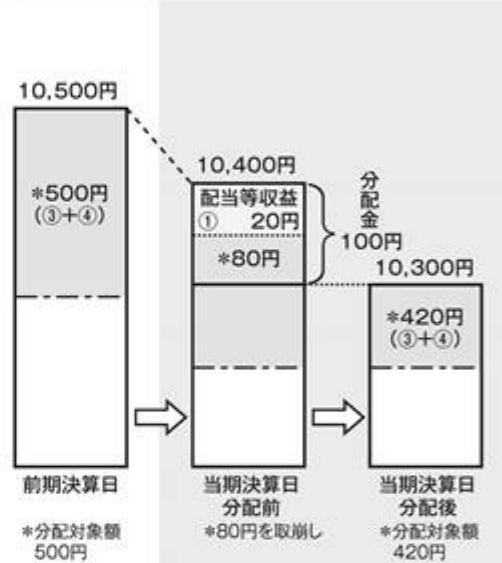 10,500円
*500円
(③+④)
前期決算日
*分配対象額
500円
10,400円
配当等収益
① 20円
*80円
分配金
100円
当期決算日
分配前
*80円を取崩し
10,300円
*420円
(③+④)
当期決算日
分配後
*分配対象額
420円